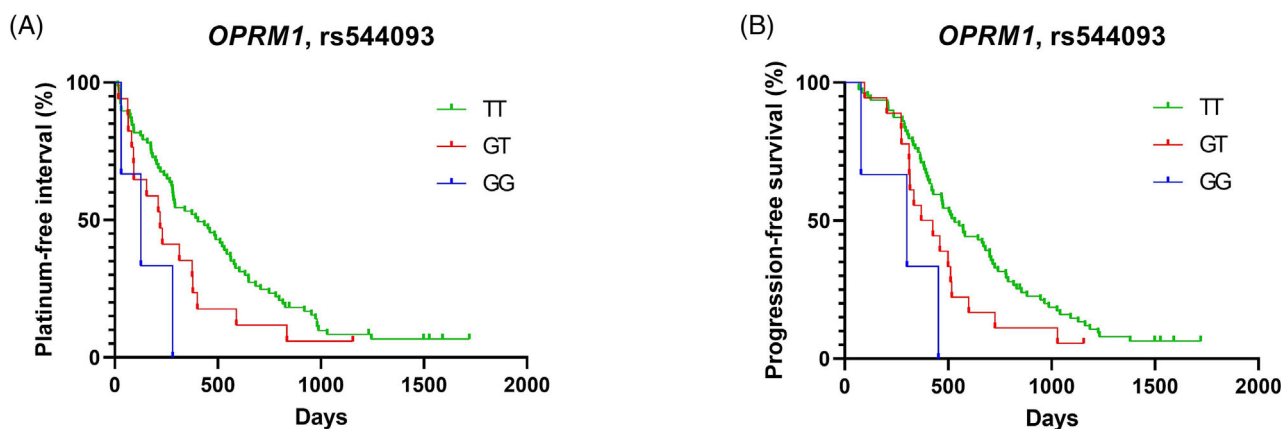 (A)
OPRM1, rs544093
Platinum-free interval (%)
100
50
0
TT
GT
GG
0 500 1000 1500 2000
Days
(B)
OPRM1, rs544093
Progression-free survival (%)
100
50
0
TT
GT
GG
0 500 1000 1500 2000
Days